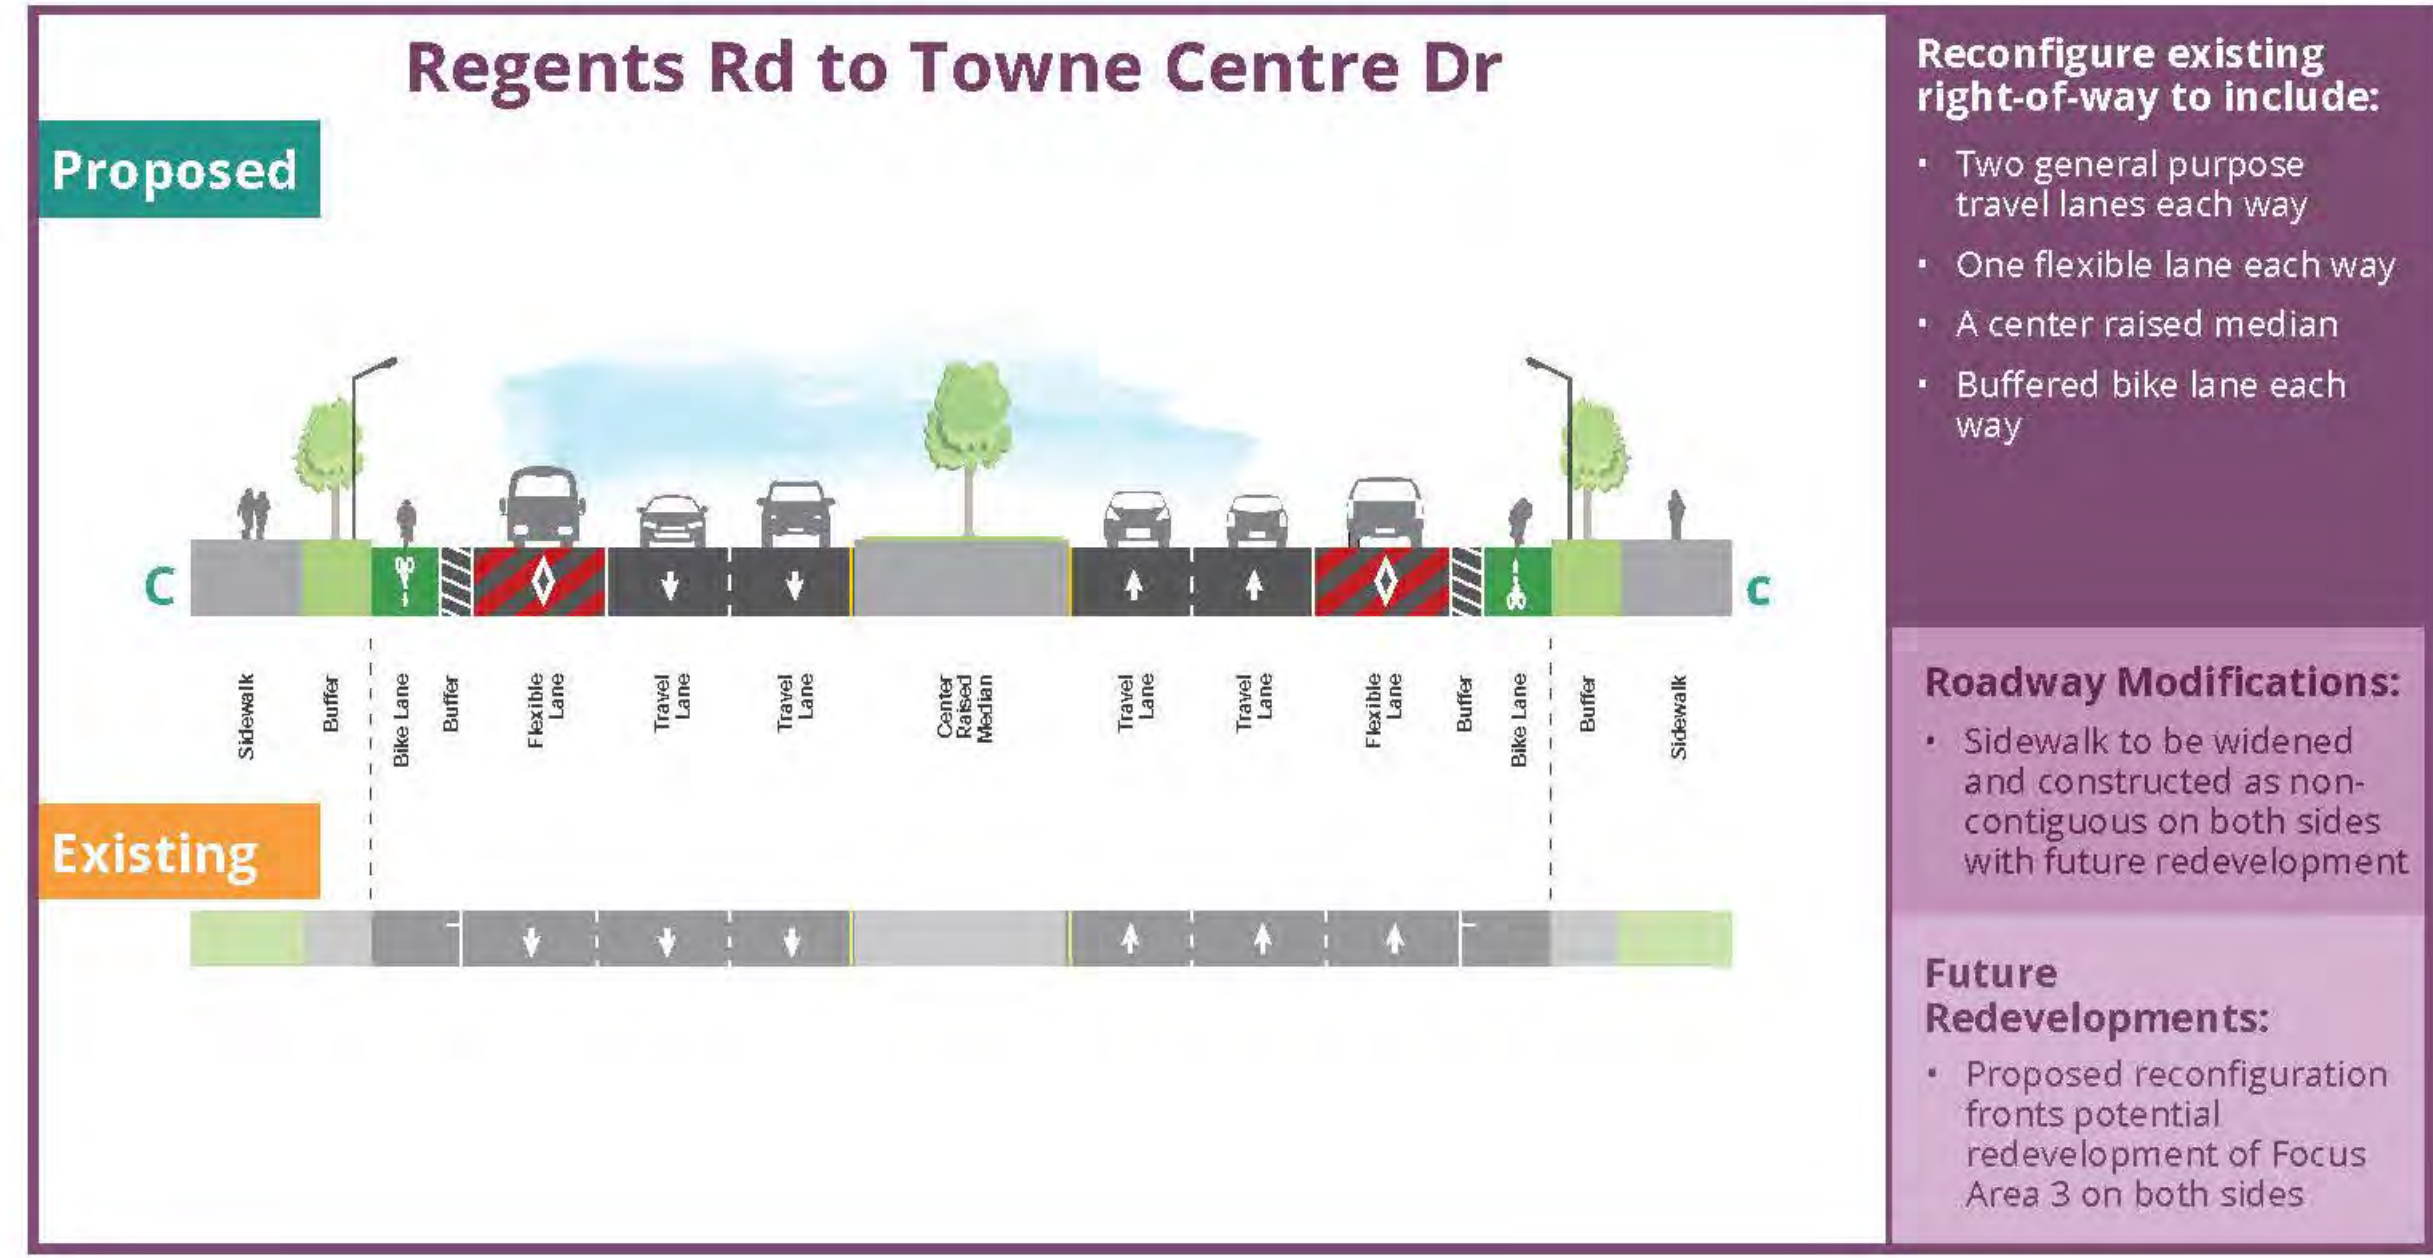 Regents Rd to Towne Centre Dr
Proposed
C
C
Sidewalk
Buffer
Bike Lane
Buffer
Flexible
Lane
Travel
Lane
Travel
Lane
Center
Raised
Median
Travel
Lane
Travel
Lane
Flexible
Lane
Buffer
Bike Lane
Buffer
Sidewalk
Existing
Reconfigure existing
right-of-way to include:
· Two general purpose
travel lanes each way
· One flexible lane each way
· A center raised median
· Buffered bike lane each
way
Roadway Modifications:
• Sidewalk to be widened
and constructed as non-
contiguous on both sides
with future redevelopment
Future
Redevelopments:
• Proposed reconfiguration
fronts potential
redevelopment of Focus
Area 3 on both sides